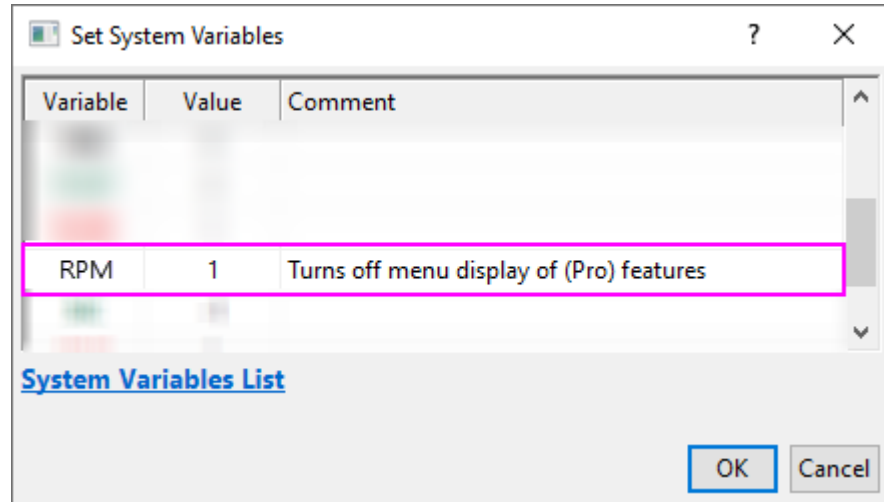 Set System Variables ?
Variable Value Comment
RPM 1 Turns off menu display of (Pro) features
System Variables List
OK Cancel